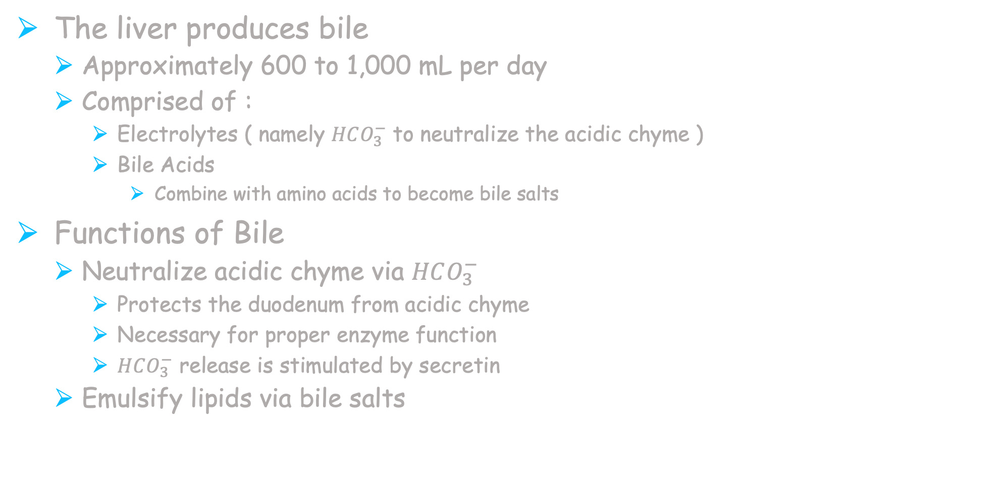 The liver produces bile
Approximately 600 to 1,000 mL per day
Comprised of :
Electrolytes ( namely HCO₃⁻ to neutralize the acidic chyme )
Bile Acids
Combine with amino acids to become bile salts
Functions of Bile
Neutralize acidic chyme via HCO₃⁻
Protects the duodenum from acidic chyme
Necessary for proper enzyme function
HCO₃⁻ release is stimulated by secretin
Emulsify lipids via bile salts